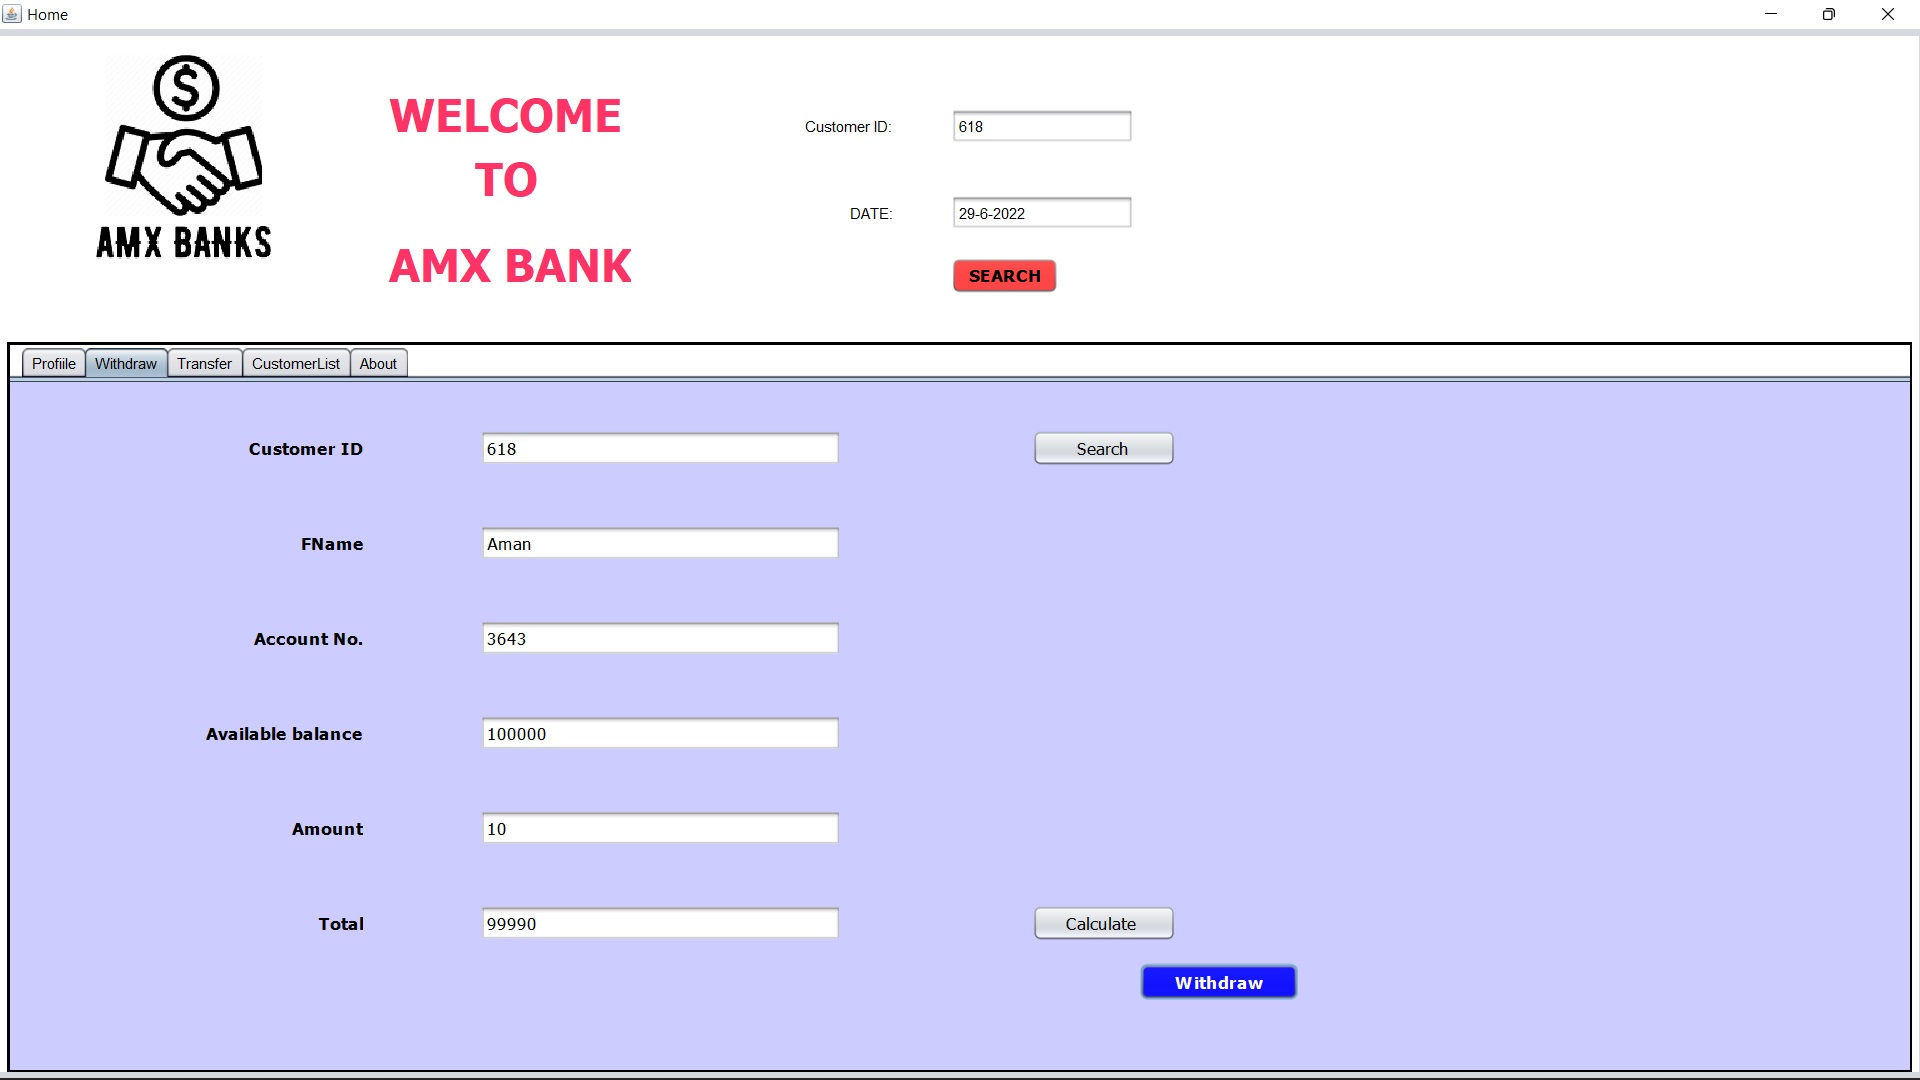 Home
$
AMX BANKS
WELCOME
TO
AMX BANK
Customer ID: 618
DATE: 29-6-2022
SEARCH
Profiile Withdraw Transfer CustomerList About
Customer ID 618 Search
FName Aman
Account No. 3643
Available balance 100000
Amount 10
Total 99990 Calculate
Withdraw